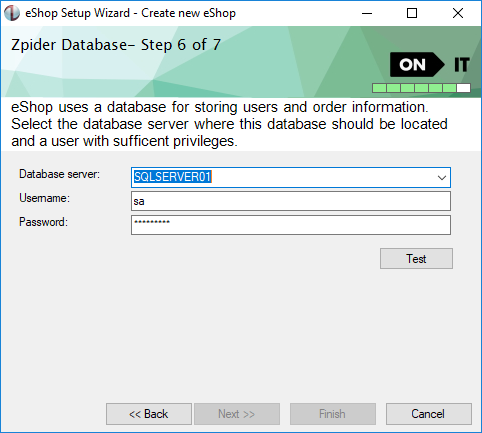 eShop Setup Wizard - Create new eShop
Zpider Database- Step 6 of 7
ON IT
eShop uses a database for storing users and order information.
Select the database server where this database should be located
and a user with sufficent privileges.
Database server: SQLSERVER01
Username: sa
Password: *********
Test
<< Back Next >> Finish Cancel